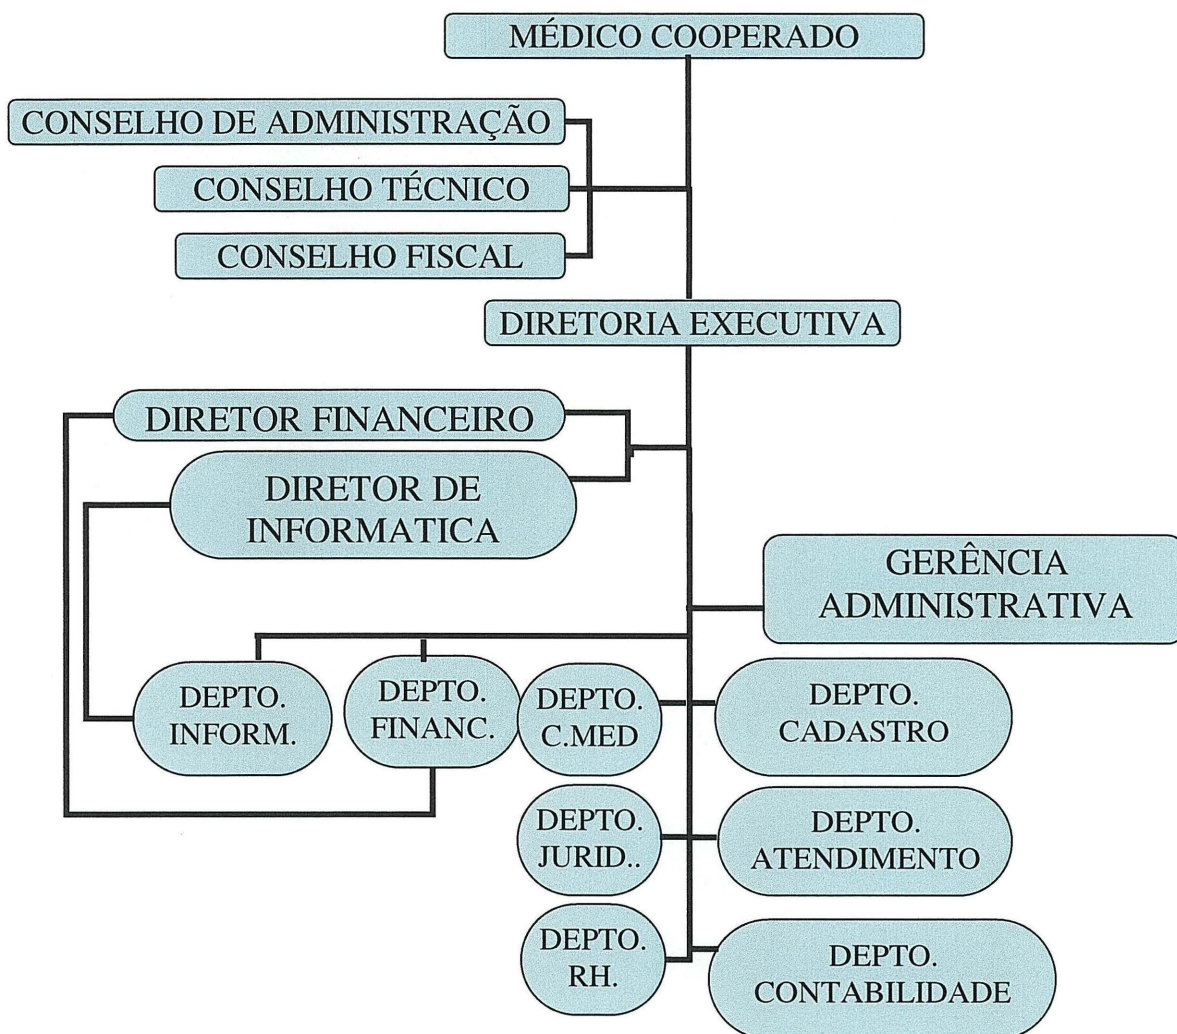 MÉDICO COOPERADO
CONSELHO DE ADMINISTRAÇÃO
CONSELHO TÉCNICO
CONSELHO FISCAL
DIRETORIA EXECUTIVA
DIRETOR FINANCEIRO
DIRETOR DE
INFORMATICA
GERÊNCIA
ADMINISTRATIVA
DEPTO.
INFORM.
DEPTO.
FINANC.
DEPTO.
C.MED
DEPTO.
CADASTRO
DEPTO.
JURID..
DEPTO.
ATENDIMENTO
DEPTO.
RH.
DEPTO.
CONTABILIDADE